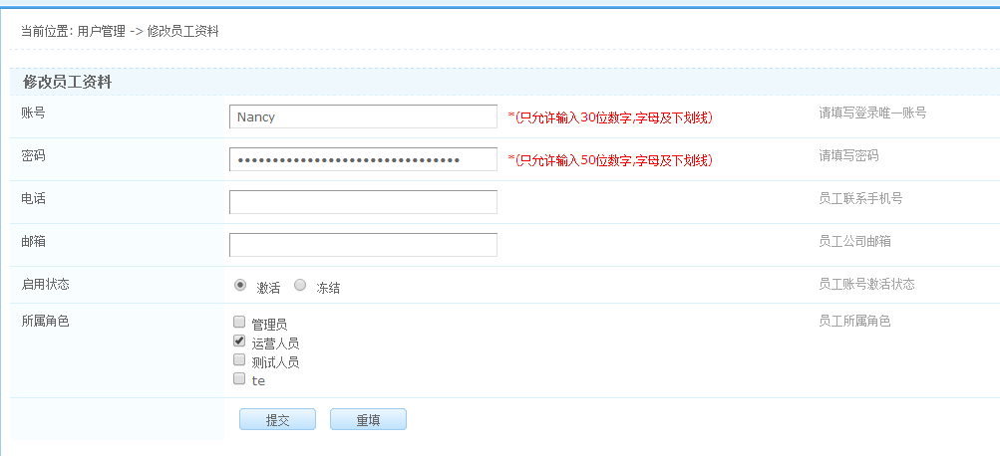 当前位置: 用户管理 -> 修改员工资料
修改员工资料
账号 Nancy *(只允许输入30位数字,字母及下划线) 请填写登录唯一账号
密码 •••••••••••••••••••••••••••••••• *(只允许输入50位数字,字母及下划线) 请填写密码
电话 员工联系手机号
邮箱 员工公司邮箱
启用状态 激活 冻结 员工账号激活状态
所属角色 管理员 员工所属角色
运营人员
测试人员
te
提交 重填